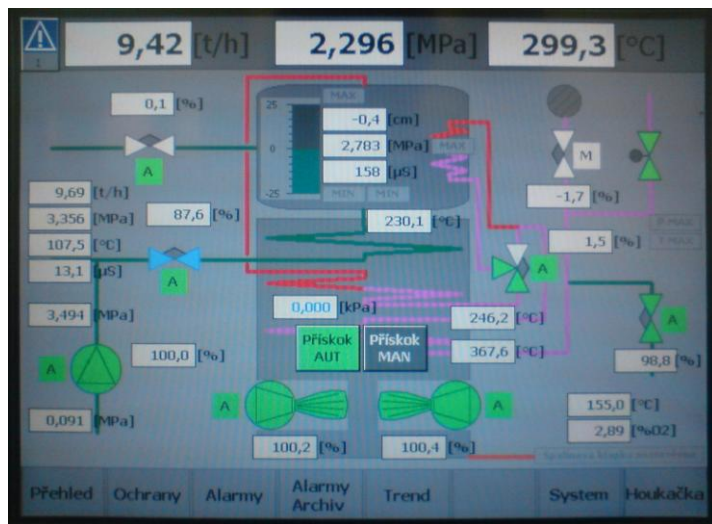 9,42 [t/h] 2,296 [MPa] 299,3 [°C]
1
0,1 [%]
A
25
0
-25
MAX
-0,4 [cm]
2,783 [MPa] MAX
158 [µS]
MIN MIN
M
-1,7 [%]
9,69 [t/h]
3,356 [MPa] 87,6 [%]
107,5 [°C]
13,1 [µS]
A
230,1 [°C]
P.MAX
1,5 [%] T.MAX
A
3,494 [MPa]
0,000 [kPa]
246,2 [°C]
A
Přískok
AUT
Přískok
MAN
367,6 [°C]
100,0 [%]
98,8 [%]
A
0,091 [MPa]
A
A
155,0 [°C]
100,2 [%] 100,4 [%]
2,89 [%O2]
Přehled Ochrany Alarmy Alarmy
Archiv Trend System Houkačka